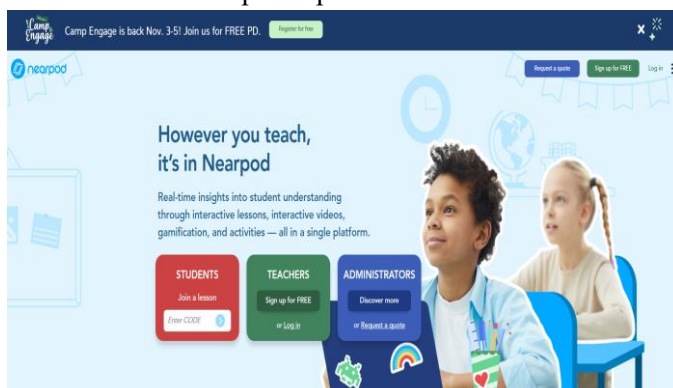 Camp
Engage
Camp Engage is back Nov. 3-5! Join us for FREE PD.
Register for free
nearpod
Request a quote
Sign up for FREE
Log in
However you teach,
it's in Nearpod
Real-time insights into student understanding
through interactive lessons, interactive videos,
gamification, and activities — all in a single platform.
STUDENTS
Join a lesson
Enter CODE
TEACHERS
Sign up for FREE
or Log in
ADMINISTRATORS
Discover more
or Request a quote